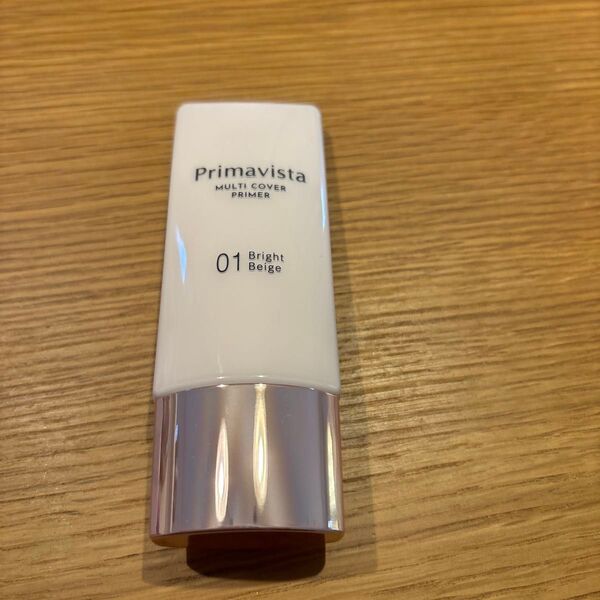 Primavista
MULTI COVER
PRIMER
01 Bright
Beige